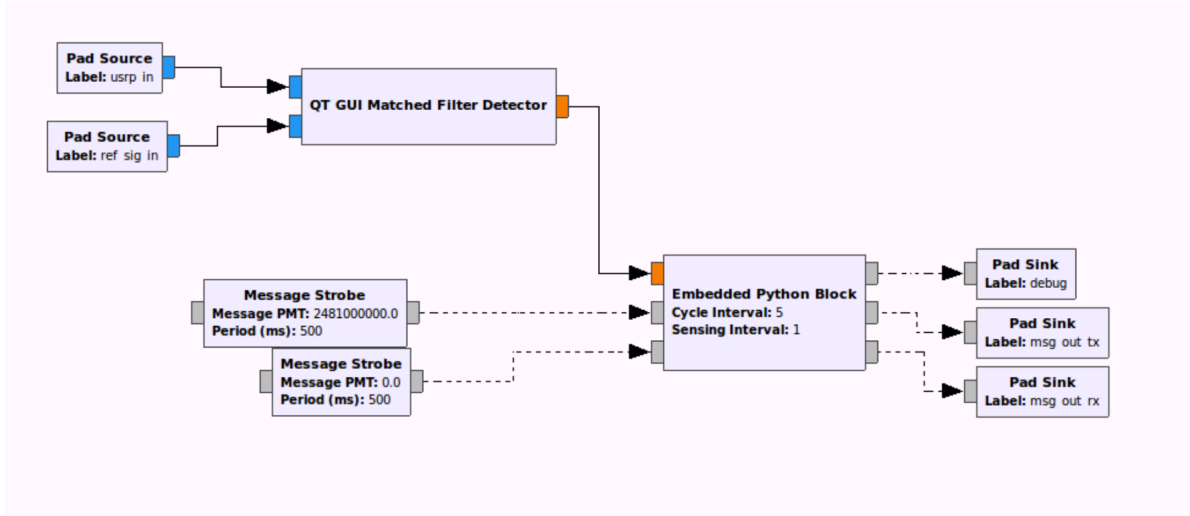 Pad Source
Label: usrp in
QT GUI Matched Filter Detector
Pad Source
Label: ref sig in
Message Strobe
Message PMT: 2481000000.0
Period (ms): 500
Message Strobe
Message PMT: 0.0
Period (ms): 500
Embedded Python Block
Cycle Interval: 5
Sensing Interval: 1
Pad Sink
Label: debug
Pad Sink
Label: msg out tx
Pad Sink
Label: msg out rx